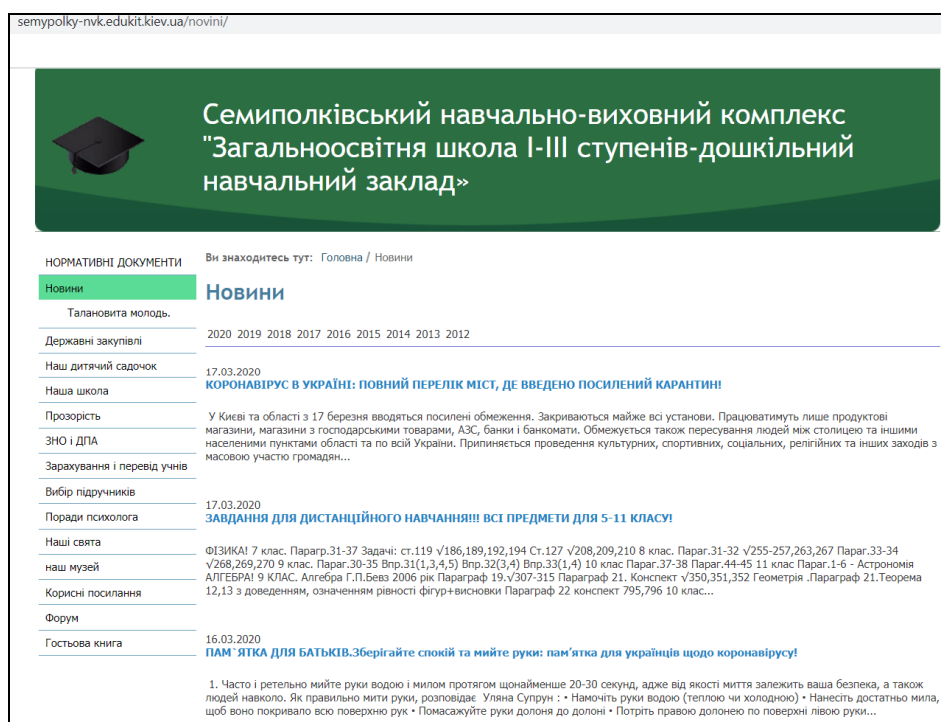 semypolky-nvk.edukit.kiev.ua/novini/
Семиполківський навчально-виховний комплекс
"Загальноосвітня школа І-ІІІ ступенів-дошкільний
навчальний заклад»
НОРМАТИВНІ ДОКУМЕНТИ
Новини
Талановита молодь.
Державні закупівлі
Наш дитячий садочок
Наша школа
Прозорість
ЗНО і ДПА
Зарахування і перевід учнів
Вибір підручників
Поради психолога
Наші свята
наш музей
Корисні посилання
Форум
Гостьова книга
Ви знаходитесь тут: Головна / Новини
Новини
2020 2019 2018 2017 2016 2015 2014 2013 2012
17.03.2020
КОРОНАВІРУС В УКРАЇНІ: ПОВНИЙ ПЕРЕЛІК МІСТ, ДЕ ВВЕДЕНО ПОСИЛЕНИЙ КАРАНТИН!
У Києві та області з 17 березня вводяться посилені обмеження. Закриваються майже всі установи. Працюватимуть лише продуктові
магазини, магазини з господарськими товарами, АЗС, банки і банкомати. Обмежується також пересування людей між столицею та іншими
населеними пунктами області та по всій Україні. Припиняється проведення культурних, спортивних, соціальних, релігійних та інших заходів з
масовою участю громадян...
17.03.2020
ЗАВДАННЯ ДЛЯ ДИСТАНЦІЙНОГО НАВЧАННЯ!!! ВСІ ПРЕДМЕТИ ДЛЯ 5-11 КЛАСУ!
ФІЗИКА! 7 клас. Парагр.31-37 Задачі: ст.119 √186,189,192,194 Ст.127 √208,209,210 8 клас. Параг.31-32 √255-257,263,267 Параг.33-34
√268,269,270 9 клас. Параг.30-35 Впр.31(1,3,4,5) Впр.32(3,4) Впр.33(1,4) 10 клас Параг.37-38 Параг.44-45 11 клас Параг.1-6 - Астрономія
АЛГЕБРА! 9 КЛАС. Алгебра Г.П.Бевз 2006 рік Параграф 19.√307-315 Параграф 21. Конспект √350,351,352 Геометрія .Параграф 21.Теорема
12,13 з доведенням, означенням рівності фігур+висновки Параграф 22 конспект 795,796 10 клас...
16.03.2020
ПАМ`ЯТКА ДЛЯ БАТЬКІВ.Зберігайте спокій та мийте руки: пам’ятка для українців щодо коронавірусу!
1. Часто і ретельно мийте руки водою і милом протягом щонайменше 20-30 секунд, адже від якості миття залежить ваша безпека, а також
людей навколо. Як правильно мити руки, розповідає Уляна Супрун : • Намочіть руки водою (теплою чи холодною) • Нанесіть достатньо мила,
щоб воно покривало всю поверхню рук • Помасажуйте руки долоня до долоні • Потріть правою долонею по поверхні лівою руки...